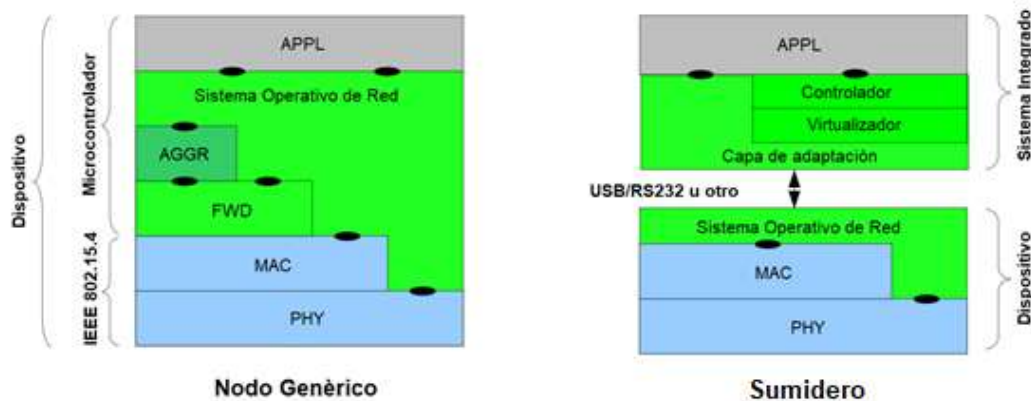 APPL
Sistema Operativo de Red
AGGR
FWD
MAC
PHY
Dispositivo
Microcontrolador
IEEE 802.15.4
Nodo Genèrico
APPL
Controlador
Virtualizador
Capa de adaptación
USB/RS232 u otro
Sistema Operativo de Red
MAC
PHY
Sistema Integrado
Dispositivo
Sumidero